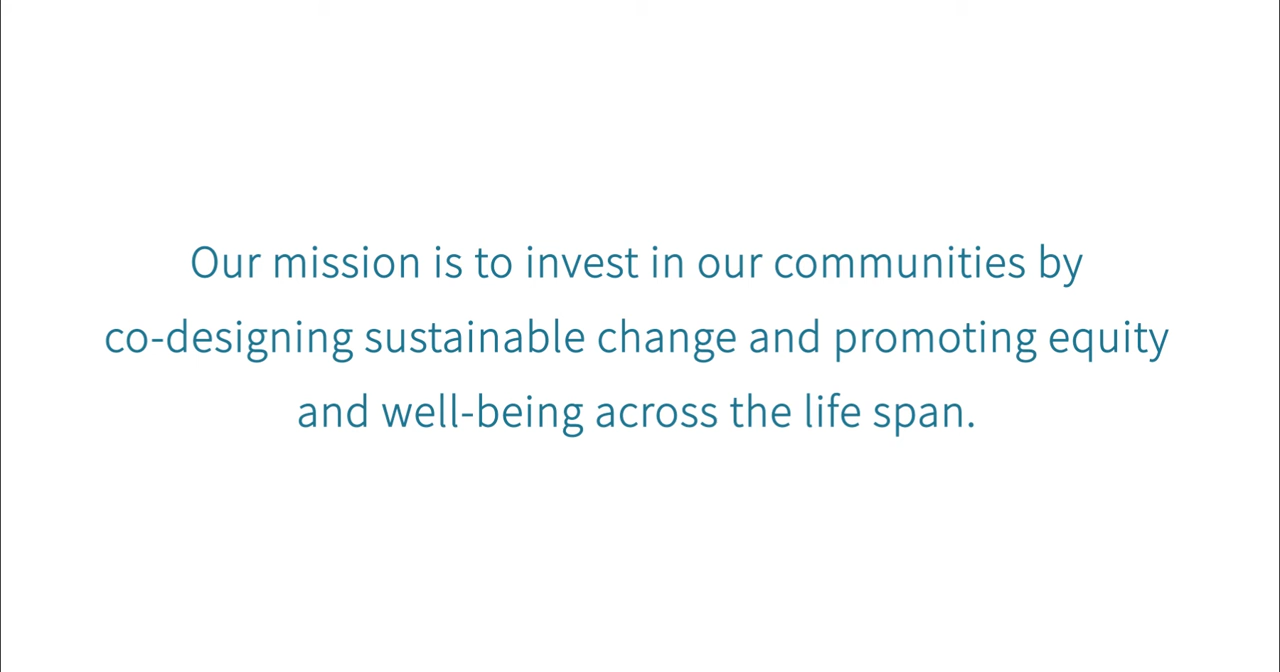 Our mission is to invest in our communities by
co-designing sustainable change and promoting equity
and well-being across the life span.